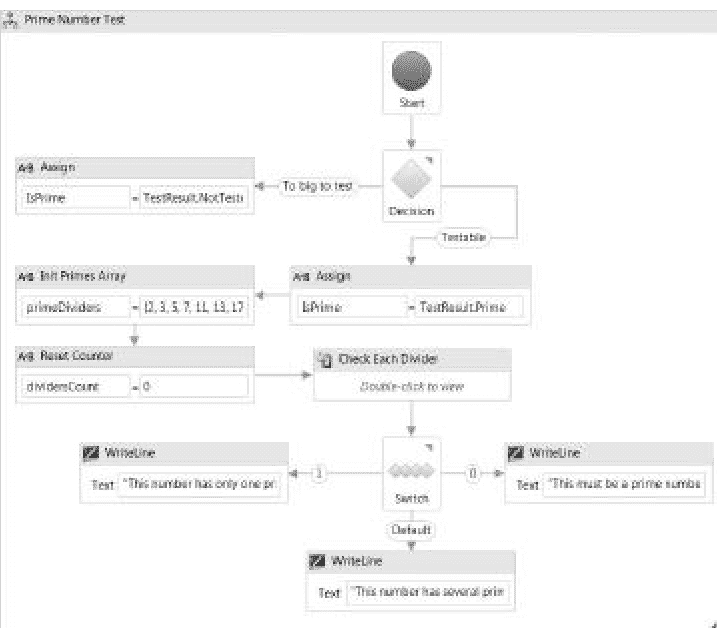 Prime Number Test
Start
A+B Assign
IsPrime = TestResult.NotTest
To big to test
Decision
Testable
A+B Init Primes Array
primeDividers = {2, 3, 5, 7, 11, 13, 17
A+B Assign
IsPrime = TestResult.Prime
A+B Reset Counter
dividersCount = 0
Check Each Divider
Double-click to view
WriteLine
Text "This number has only one pr
1
Switch
0
WriteLine
Text "This must be a prime numbe
Default
WriteLine
Text "This number has several prim